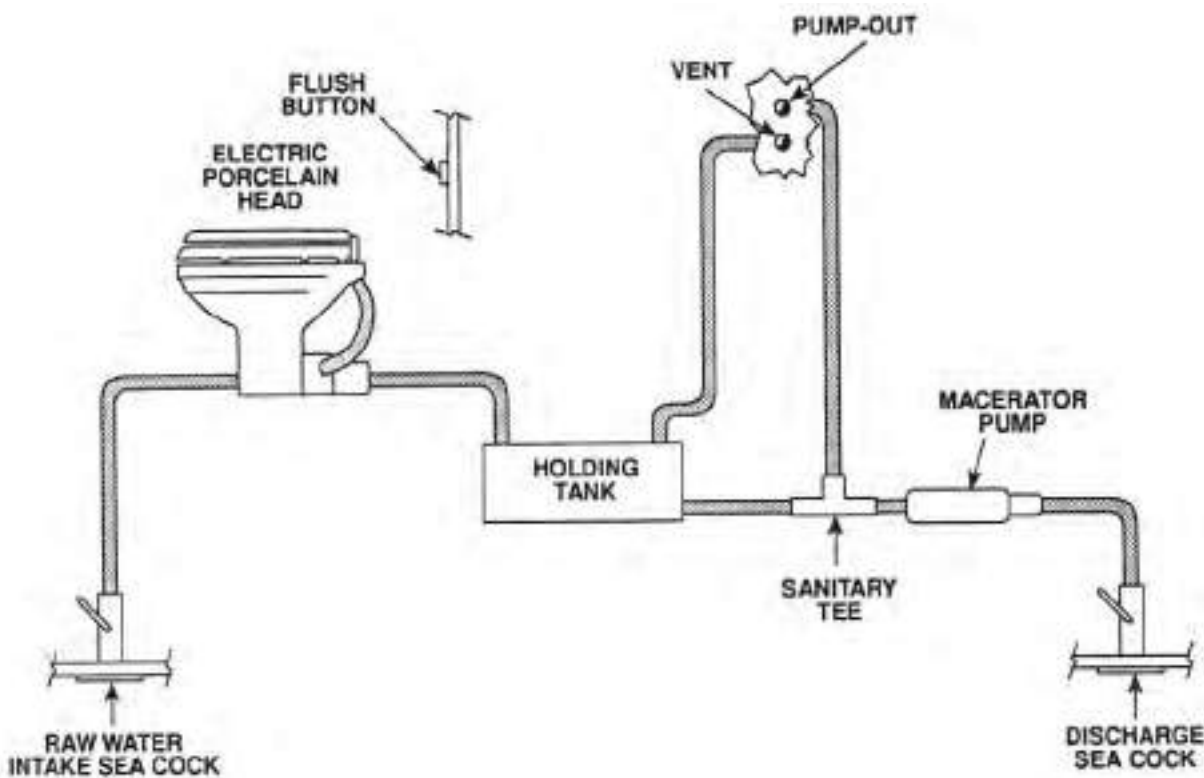 PUMP-OUT
VENT
FLUSH
BUTTON
ELECTRIC
PORCELAIN
HEAD
MACERATOR
PUMP
HOLDING
TANK
SANITARY
TEE
RAW WATER
INTAKE SEA COCK
DISCHARGE
SEA COCK